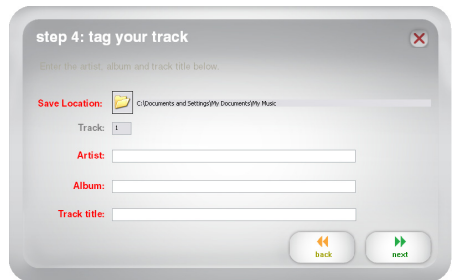 step 4: tag your track
Enter the artist, album and track title below.
Save Location: C:\Documents and Settings\My Documents\My Music
Track: 1
Artist:
Album:
Track title:
back next